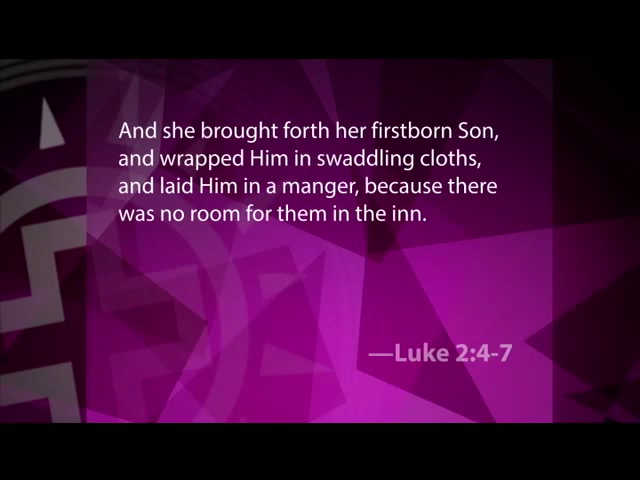 And she brought forth her firstborn Son,
and wrapped Him in swaddling cloths,
and laid Him in a manger, because there
was no room for them in the inn.
—Luke 2:4-7